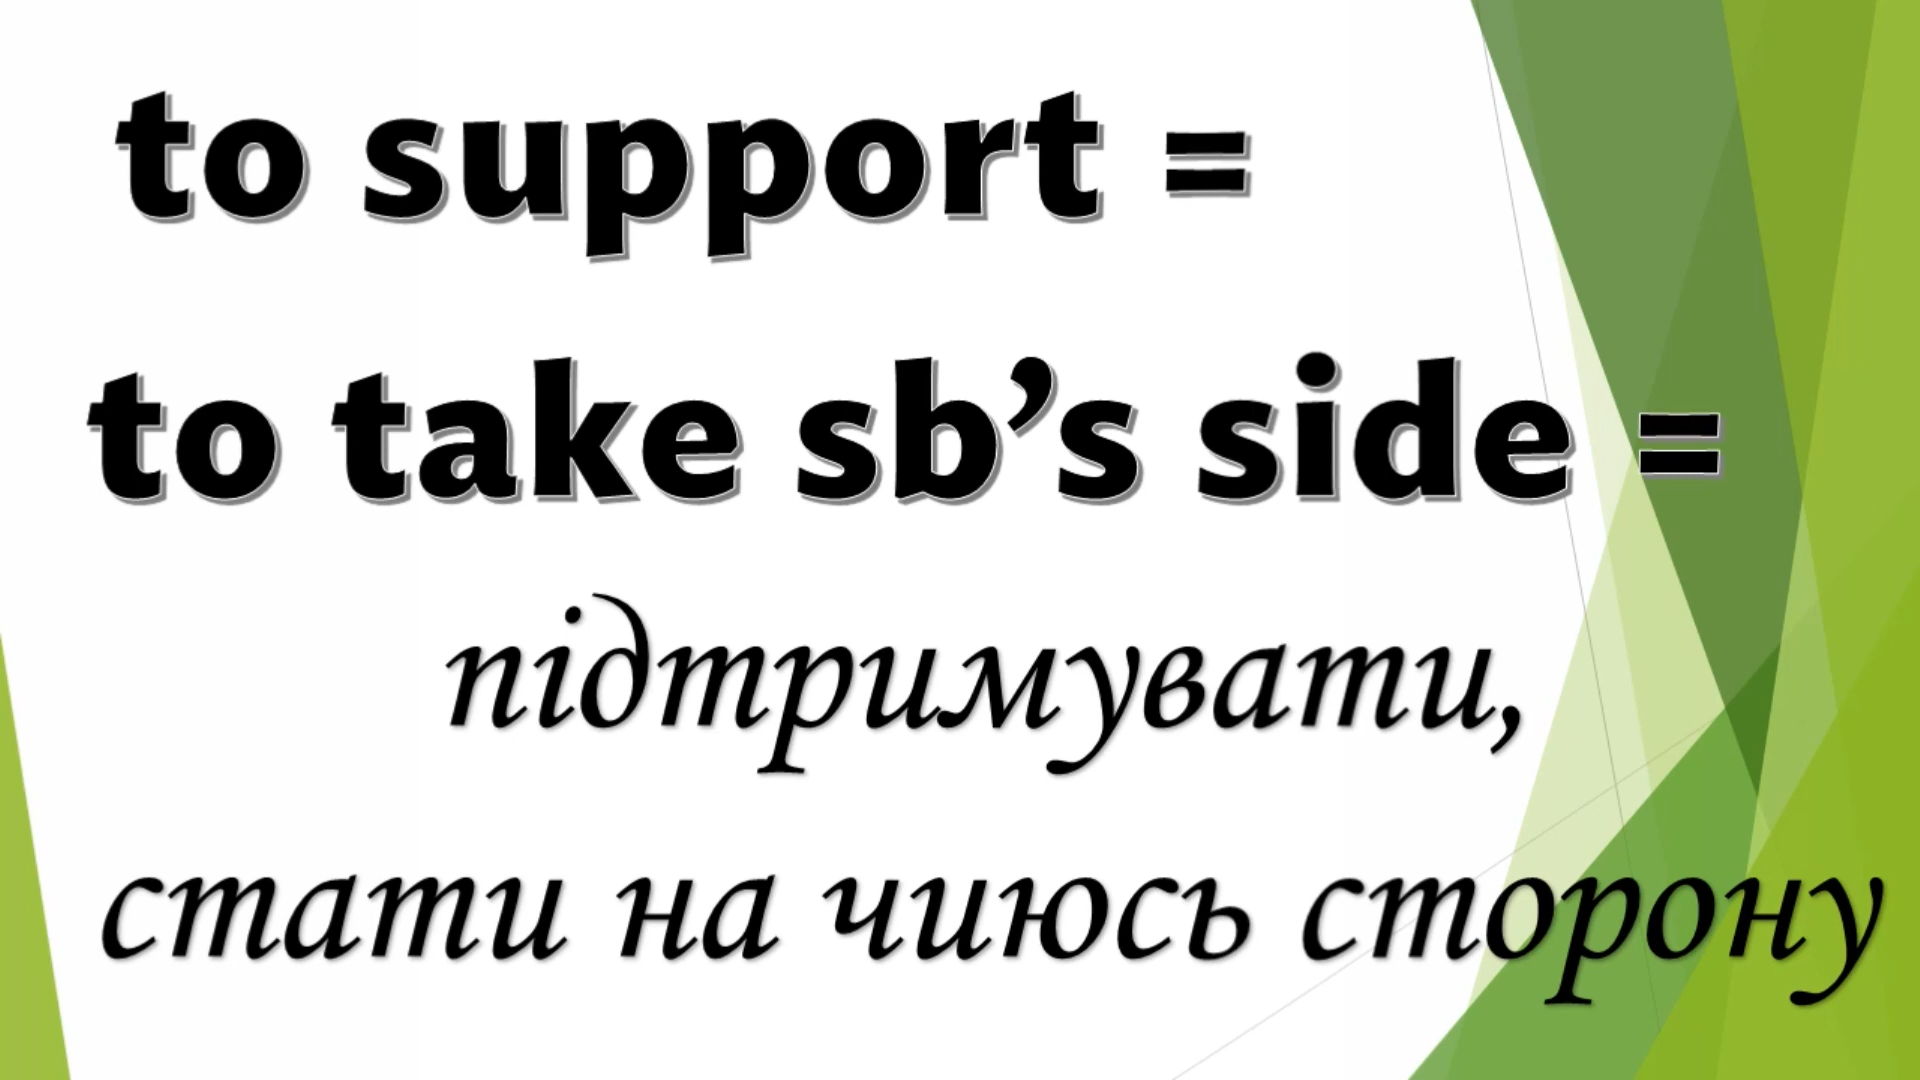 to support =
to take sb’s side =
підтримувати,
стати на чиюсь сторону